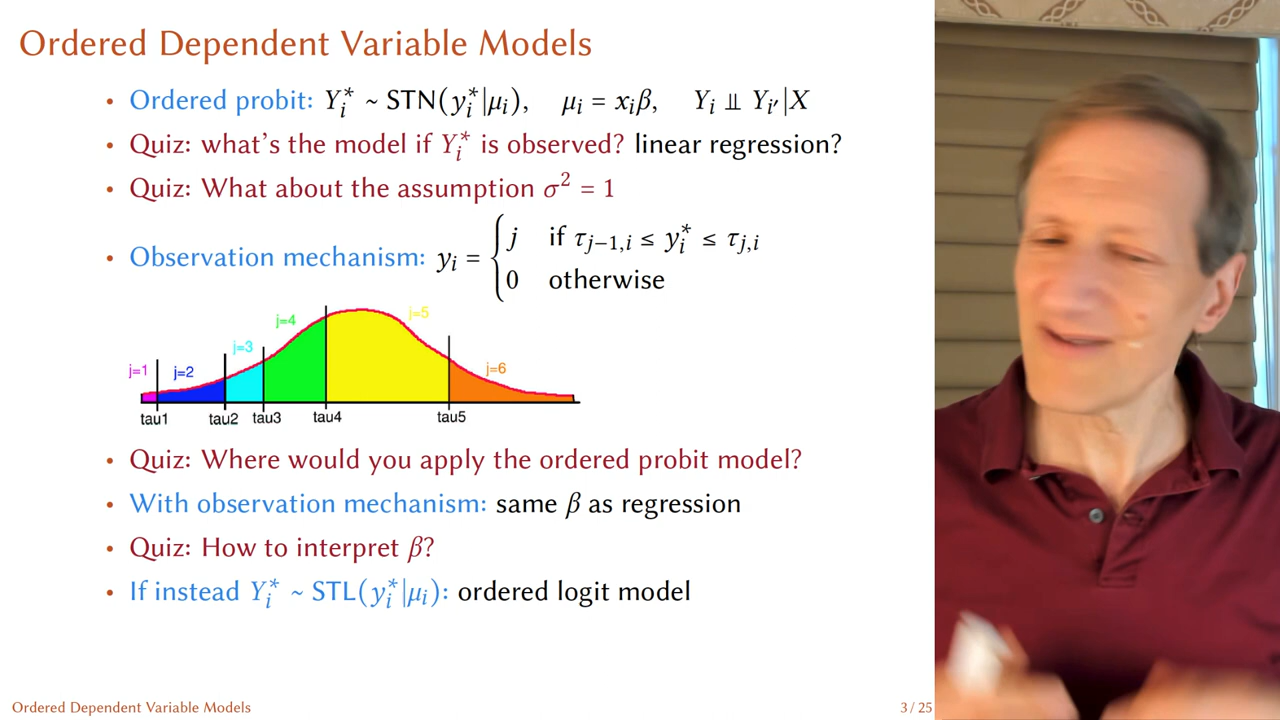 Ordered Dependent Variable Models
• Ordered probit: Y*ᵢ ~ STN(y*ᵢ|μᵢ), μᵢ = xᵢβ, Yᵢ ⫫ Yᵢ′|X
• Quiz: what's the model if Y*ᵢ is observed? linear regression?
• Quiz: What about the assumption σ² = 1
• Observation mechanism: yᵢ = { j if τⱼ₋₁,ᵢ ≤ y*ᵢ ≤ τⱼ,ᵢ
0 otherwise
j=1 j=2 j=3 j=4 j=5 j=6
tau1 tau2 tau3 tau4 tau5
• Quiz: Where would you apply the ordered probit model?
• With observation mechanism: same β as regression
• Quiz: How to interpret β?
• If instead Y*ᵢ ~ STL(y*ᵢ|μᵢ): ordered logit model
Ordered Dependent Variable Models 3 / 25